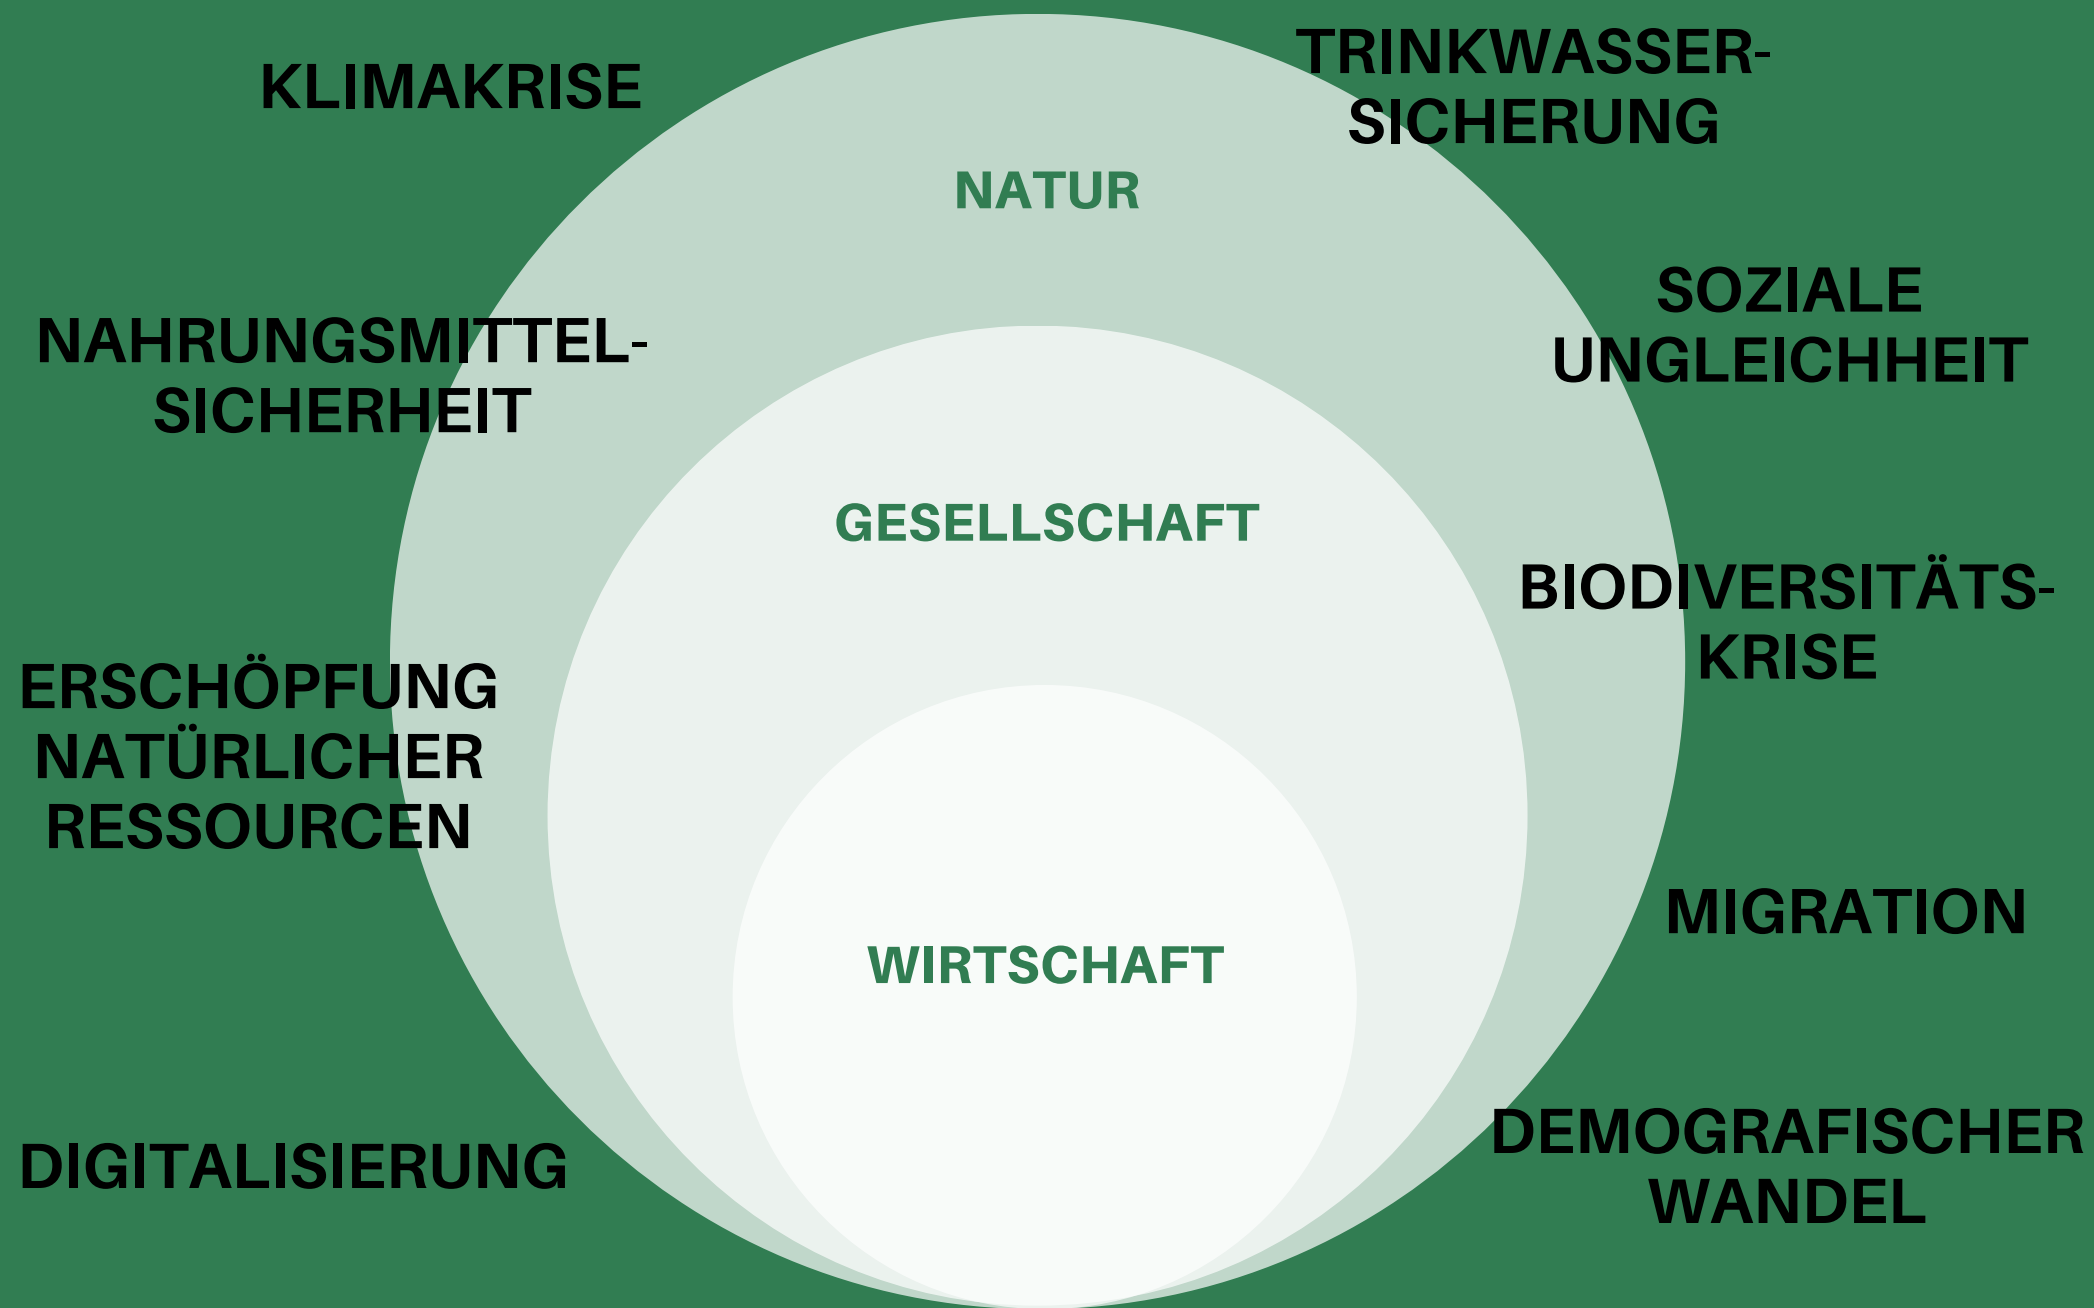 KLIMAKRISE
TRINKWASSER-
SICHERUNG
NATUR
SOZIALE
UNGLEICHHEIT
NAHRUNGSMITTEL-
SICHERHEIT
GESELLSCHAFT
BIODIVERSITÄTS-
KRISE
ERSCHÖPFUNG
NATÜRLICHER
RESSOURCEN
MIGRATION
WIRTSCHAFT
DIGITALISIERUNG
DEMOGRAFISCHER
WANDEL